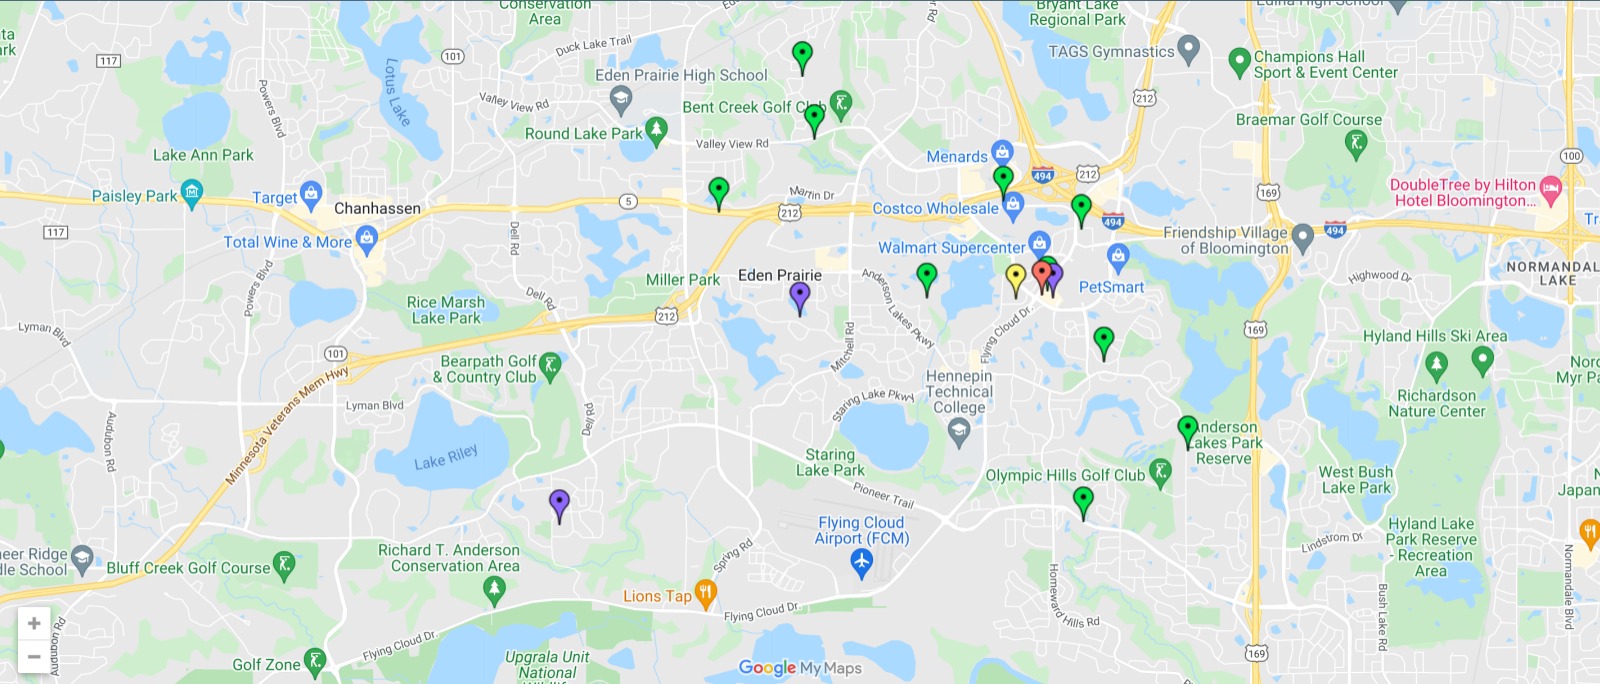 Conservation
Area
Bryant Lake
Regional Park
Edina High School
117
101
Duck Lake Trail
TAGS Gymnastics
Champions Hall
Sport & Event Center
Lotus Lake
Eden Prairie High School
Powers Blvd
Valley View Rd
Bent Creek Golf Club
212
Braemar Golf Course
Round Lake Park
Valley View Rd
Lake Ann Park
Menards
100
494
212
Paisley Park
Target
Martin Dr
169
DoubleTree by Hilton
Hotel Bloomington...
Chanhassen
5
212
Costco Wholesale
494
117
Total Wine & More
Dell Rd
Walmart Supercenter
Friendship Village
of Bloomington
494
Powers Blvd
Miller Park
Eden Prairie
Anderson Lakes Pkwy
PetSmart
Highwood Dr
NORMANDAL
LAKE
Rice Marsh
Lake Park
Dell Rd
212
Flying Cloud Dr.
Lyman Blvd
Mitchell Rd
169
Hyland Hills Ski Area
101
Bearpath Golf
& Country Club
Minnesota Veterans Mem Hwy
Hennepin
Technical
College
Nor
Myr Pa
Richardson
Nature Center
Lyman Blvd
Staring Lake Pkwy
Audubon Rd
Dell Rd
Anderson
Lakes Park
Reserve
Lake Riley
Staring
Lake Park
Olympic Hills Golf Club
West Bush
Lake Park
Japan
Pioneer Trail
Flying Cloud
Airport (FCM)
Hyland Lake
Park Reserve
- Recreation
Area
Lindstrom Dr
eer Ridge
dle School
Bluff Creek Golf Course
Richard T. Anderson
Conservation Area
Spring Rd
Lions Tap
Flying Cloud Dr.
Homeward Hills Rd
Bush Lake Rd
Normandale Blvd
Flying Cloud Dr.
Golf Zone
Upgrala Unit
National
169
Google My Maps
+
−